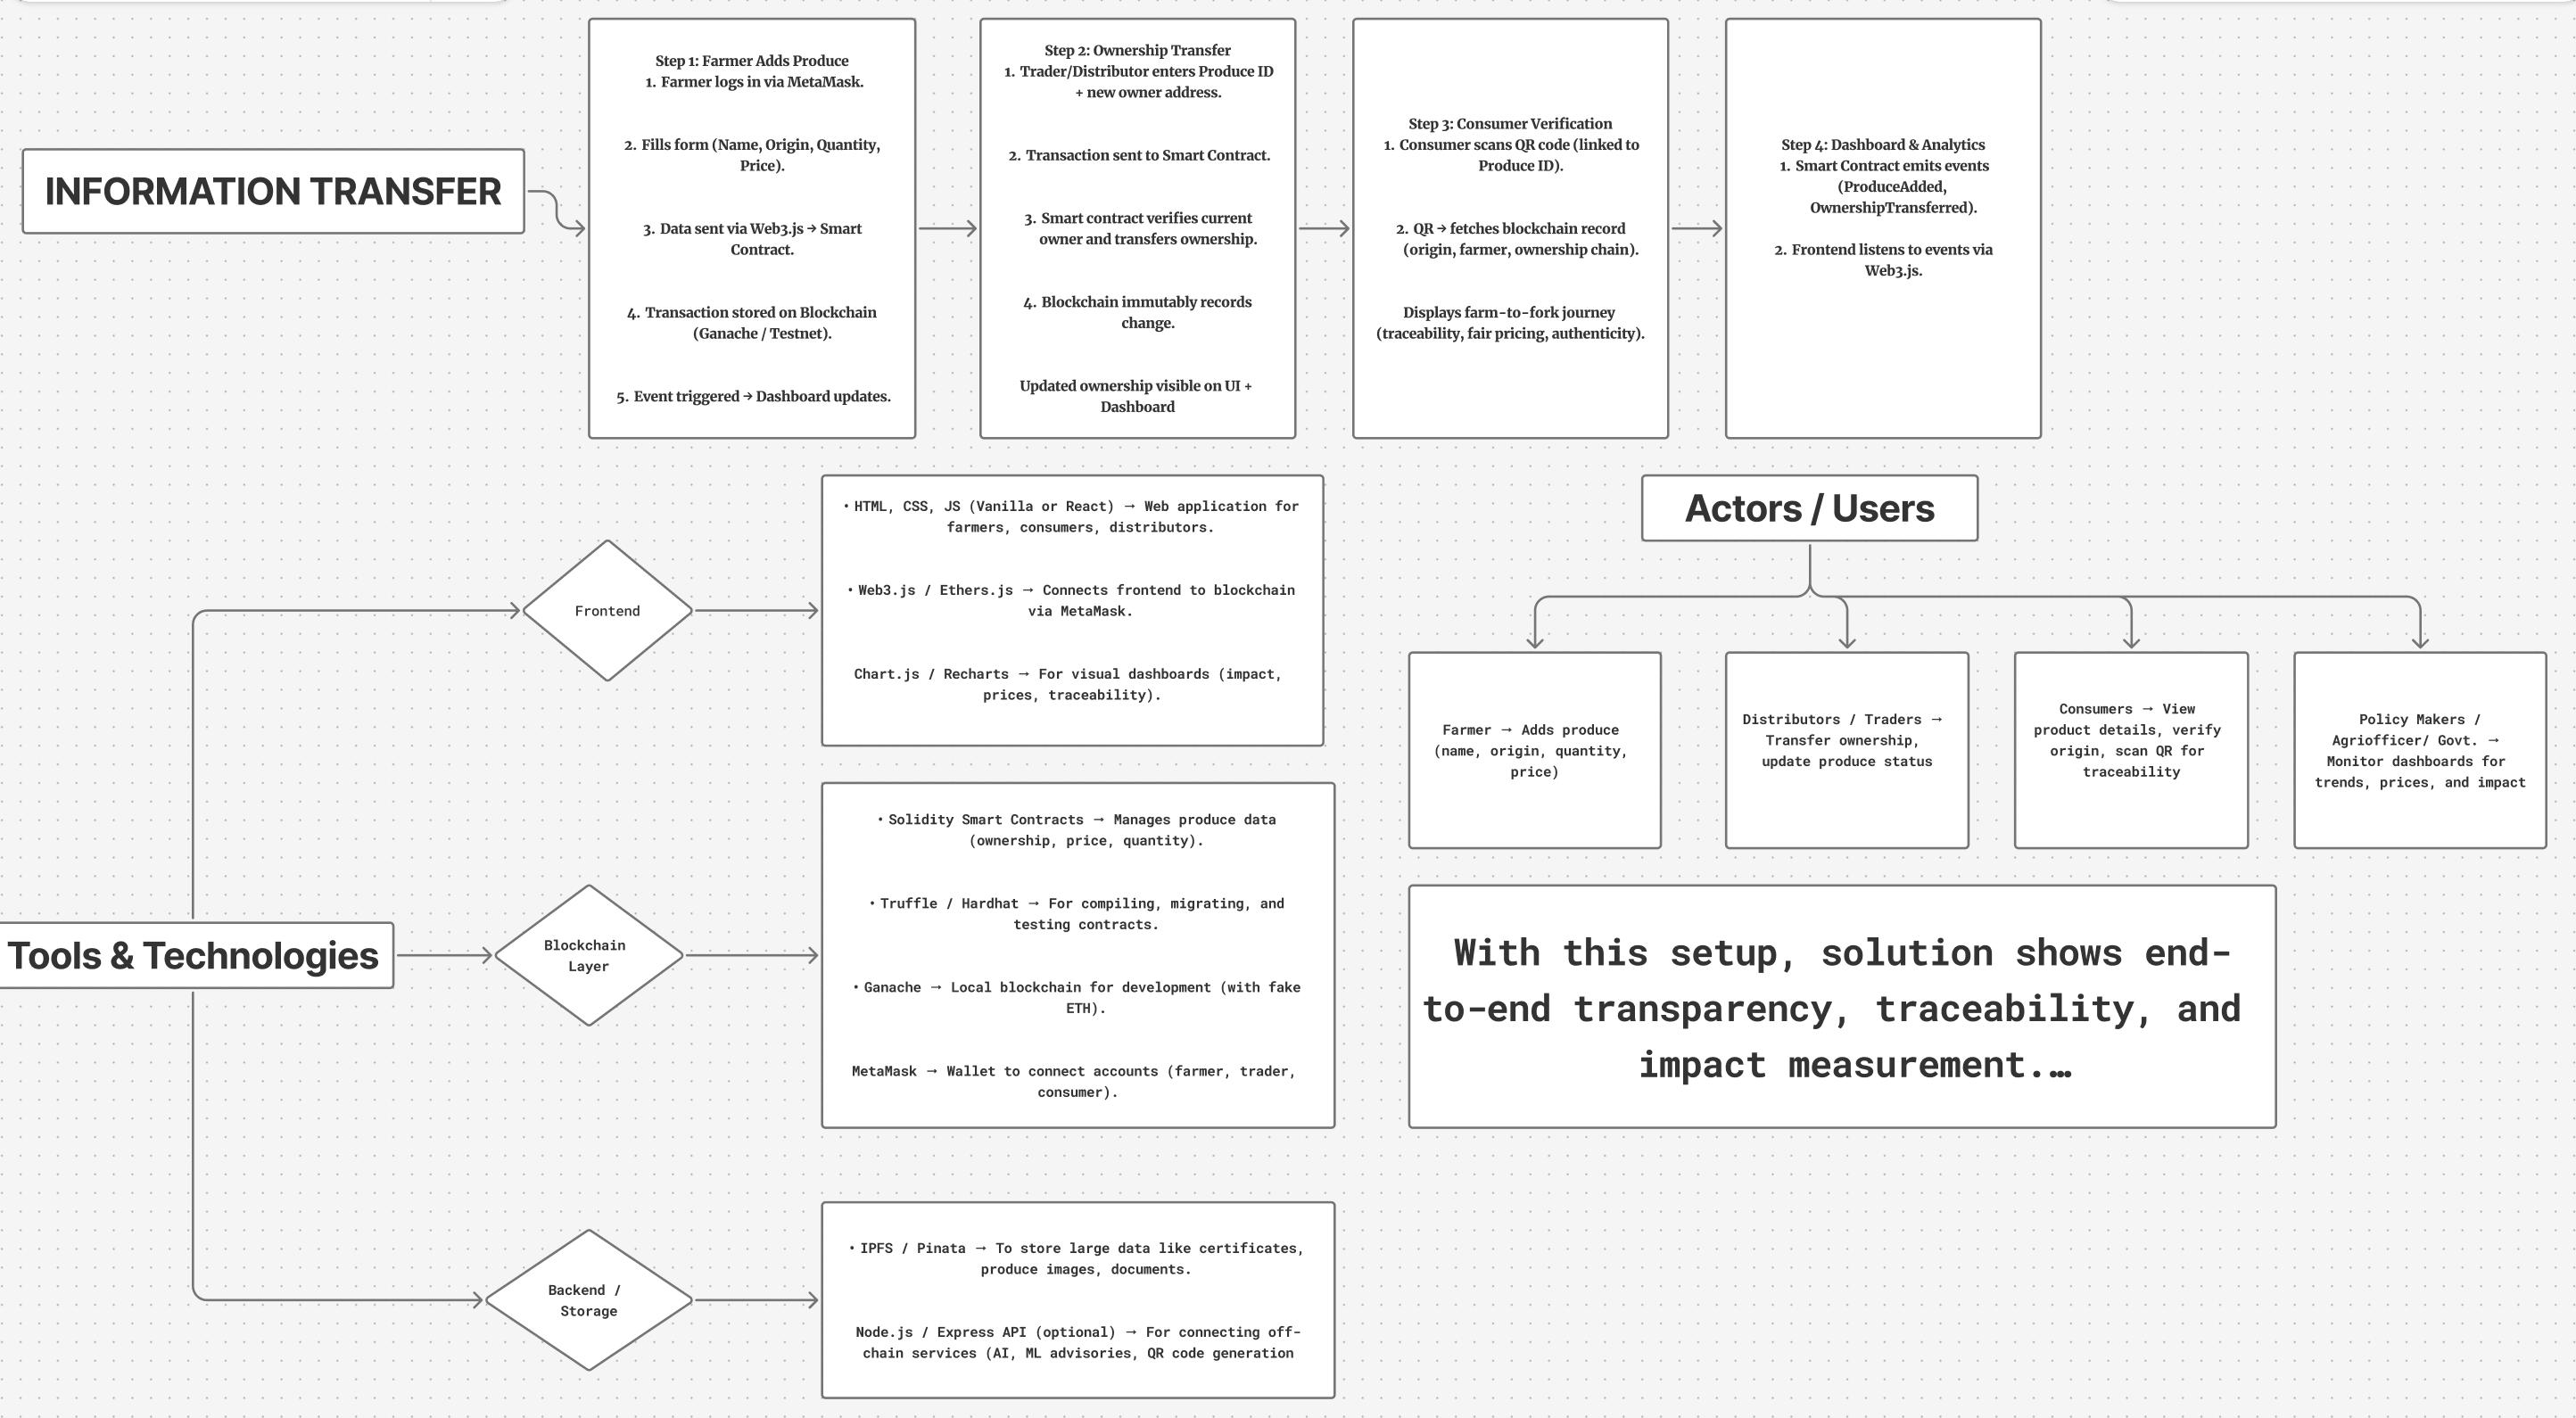 INFORMATION TRANSFER
Step 1: Farmer Adds Produce
1. Farmer logs in via MetaMask.
2. Fills form (Name, Origin, Quantity,
Price).
3. Data sent via Web3.js → Smart
Contract.
4. Transaction stored on Blockchain
(Ganache / Testnet).
5. Event triggered → Dashboard updates.
Step 2: Ownership Transfer
1. Trader/Distributor enters Produce ID
+ new owner address.
2. Transaction sent to Smart Contract.
3. Smart contract verifies current
owner and transfers ownership.
4. Blockchain immutably records
change.
Updated ownership visible on UI +
Dashboard
Step 3: Consumer Verification
1. Consumer scans QR code (linked to
Produce ID).
2. QR → fetches blockchain record
(origin, farmer, ownership chain).
Displays farm-to-fork journey
(traceability, fair pricing, authenticity).
Step 4: Dashboard & Analytics
1. Smart Contract emits events
(ProduceAdded,
OwnershipTransferred).
2. Frontend listens to events via
Web3.js.
Tools & Technologies
Frontend
• HTML, CSS, JS (Vanilla or React) → Web application for
farmers, consumers, distributors.
• Web3.js / Ethers.js → Connects frontend to blockchain
via MetaMask.
Chart.js / Recharts → For visual dashboards (impact,
prices, traceability).
Blockchain
Layer
• Solidity Smart Contracts → Manages produce data
(ownership, price, quantity).
• Truffle / Hardhat → For compiling, migrating, and
testing contracts.
• Ganache → Local blockchain for development (with fake
ETH).
MetaMask → Wallet to connect accounts (farmer, trader,
consumer).
Backend /
Storage
• IPFS / Pinata → To store large data like certificates,
produce images, documents.
Node.js / Express API (optional) → For connecting off-
chain services (AI, ML advisories, QR code generation
Actors / Users
Farmer → Adds produce
(name, origin, quantity,
price)
Distributors / Traders →
Transfer ownership,
update produce status
Consumers → View
product details, verify
origin, scan QR for
traceability
Policy Makers /
Agriofficer/ Govt. →
Monitor dashboards for
trends, prices, and impact
With this setup, solution shows end-
to-end transparency, traceability, and
impact measurement.…